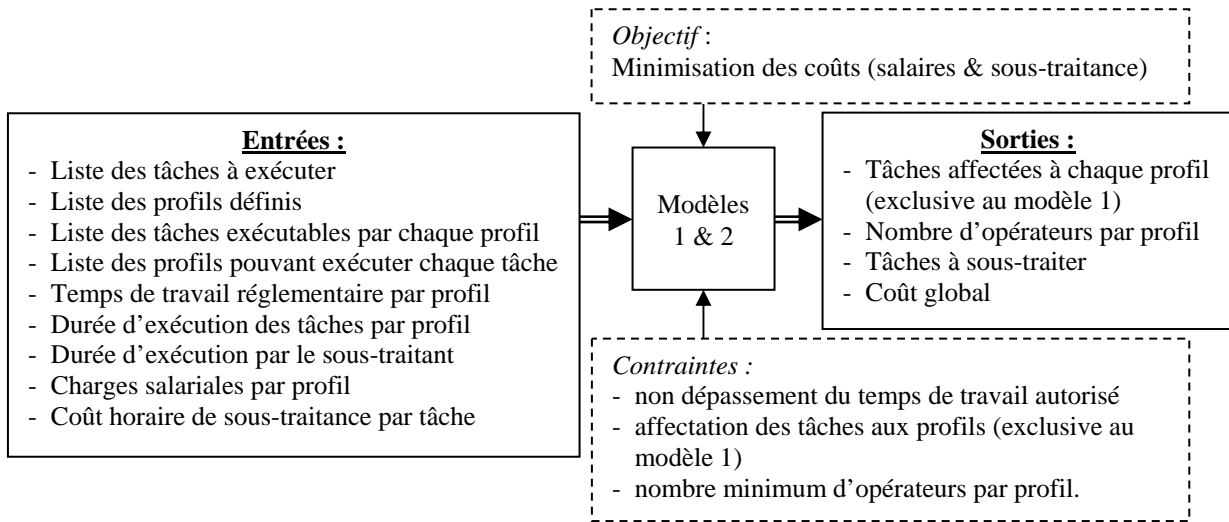 Objectif :
Minimisation des coûts (salaires & sous-traitance)
Entrées :
- Liste des tâches à exécuter
- Liste des profils définis
- Liste des tâches exécutables par chaque profil
- Liste des profils pouvant exécuter chaque tâche
- Temps de travail réglementaire par profil
- Durée d’exécution des tâches par profil
- Durée d’exécution par le sous-traitant
- Charges salariales par profil
- Coût horaire de sous-traitance par tâche
Modèles
1 & 2
Sorties :
- Tâches affectées à chaque profil
(exclusive au modèle 1)
- Nombre d’opérateurs par profil
- Tâches à sous-traiter
- Coût global
Contraintes :
- non dépassement du temps de travail autorisé
- affectation des tâches aux profils (exclusive au
modèle 1)
- nombre minimum d’opérateurs par profil.